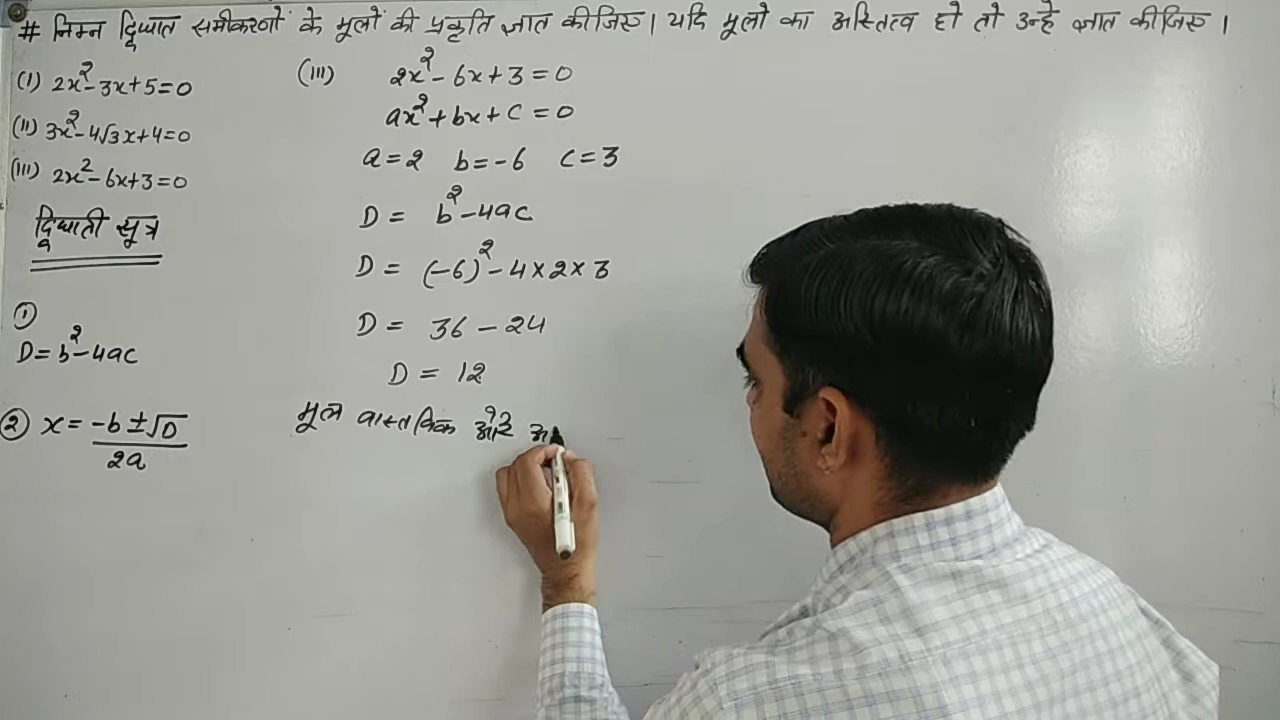 # निम्न द्विघात समीकरणों के मूलों की प्रकृति ज्ञात कीजिए। यदि मूलों का अस्तित्व हो तो उन्हे ज्ञात कीजिए।
(I) 2x²-3x+5=0
(II) 3x²-4√3x+4=0
(III) 2x²-6x+3=0
द्विघाती सूत्र
①
D=b²-4ac
② x = (-b ± √D)/2a
(III) 2x²-6x+3=0
ax²+bx+c=0
a=2 b=-6 c=3
D = b²-4ac
D = (-6)²-4×2×3
D = 36-24
D = 12
मूल वास्तविक और